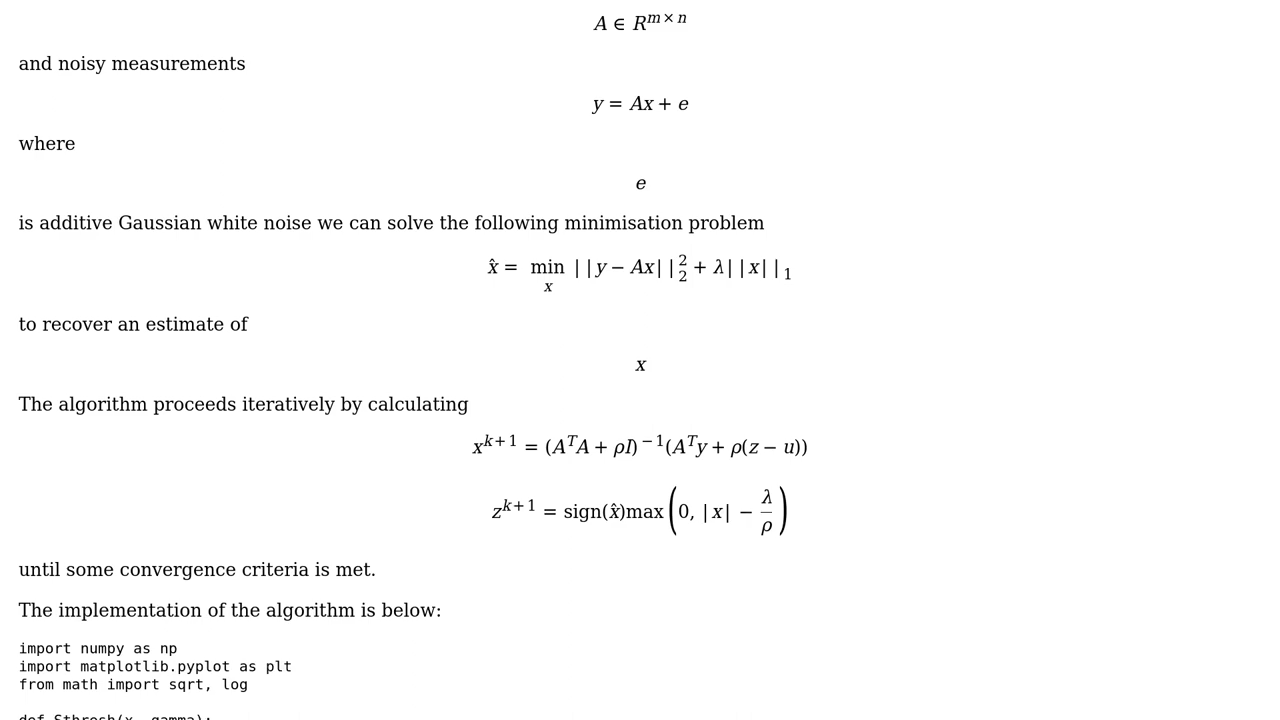 A ∈ R^{m×n}
and noisy measurements
y = Ax + e
where
e
is additive Gaussian white noise we can solve the following minimisation problem
x̂ = min_x ||y − Ax||_2^2 + λ||x||_1
to recover an estimate of
x
The algorithm proceeds iteratively by calculating
x^{k+1} = (A^T A + ρI)^{−1}(A^T y + ρ(z − u))
z^{k+1} = sign(x̂)max(0, |x| − λ/ρ)
until some convergence criteria is met.
The implementation of the algorithm is below:
import numpy as np
import matplotlib.pyplot as plt
from math import sqrt, log
def Sthresh(x, gamma):